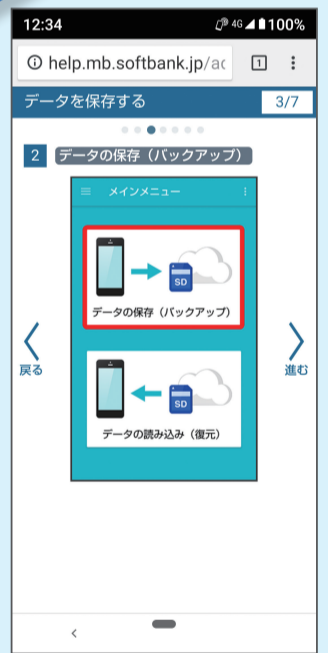 12:34
4G 100%
help.mb.softbank.jp/ac
1
データを保存する
3/7
2 データの保存（バックアップ）
メインメニュー
SD
データの保存（バックアップ）
戻る
進む
SD
データの読み込み（復元）